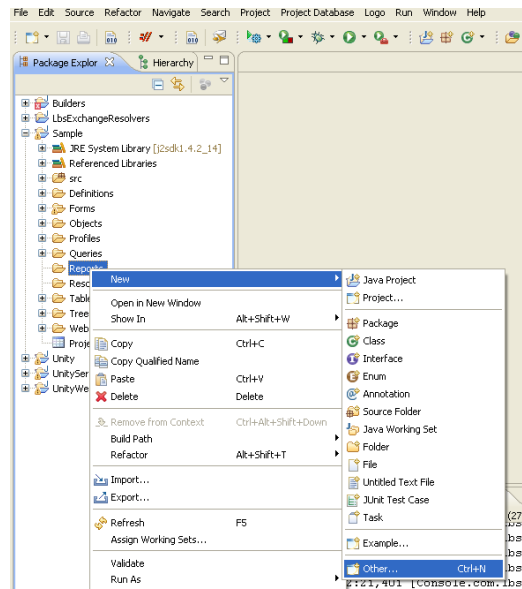 File Edit Source Refactor Navigate Search Project Project Database Logo Run Window Help
Package Explor Hierarchy
Builders
LbsExchangeResolvers
Sample
JRE System Library [j2sdk1.4.2_14]
Referenced Libraries
src
Definitions
Forms
Objects
Profiles
Queries
Reports
Table
Tree
Web
Unity
New
Open in New Window
Show In Alt+Shift+W
Copy Ctrl+C
Copy Qualified Name
Paste Ctrl+V
Delete Delete
Remove from Context Ctrl+Alt+Shift+Down
Build Path
Refactor Alt+Shift+T
Import...
Export...
Refresh F5
Assign Working Sets...
Validate
Run As
Java Project
Project...
Package
Class
Interface
Enum
Annotation
Source Folder
Java Working Set
Folder
File
Untitled Text File
JUnit Test Case
Task
Example...
Other... Ctrl+N